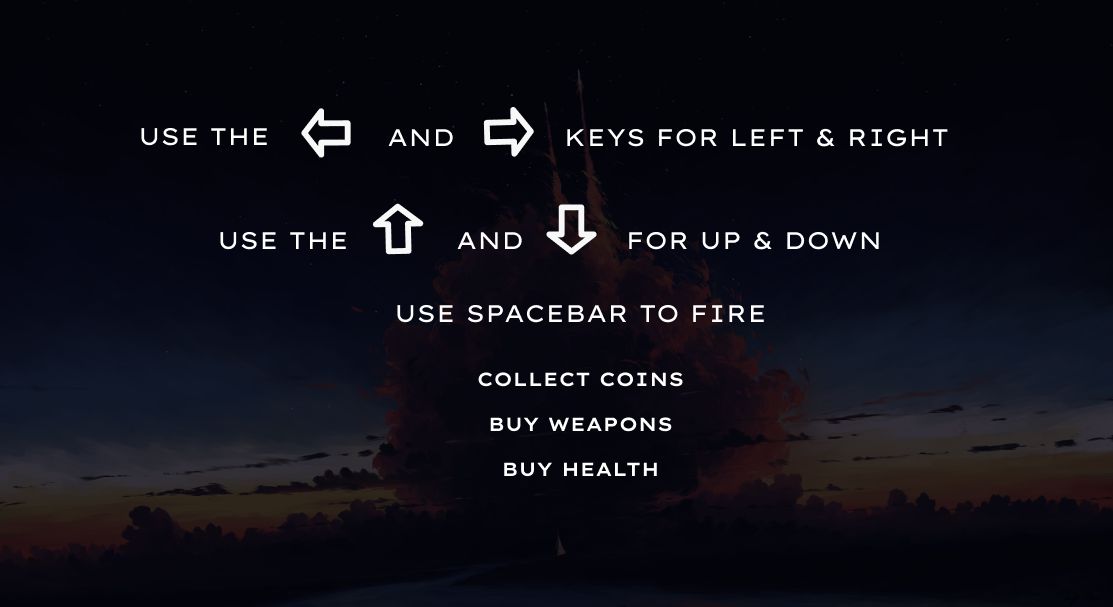 USE THE AND KEYS FOR LEFT & RIGHT
USE THE AND FOR UP & DOWN
USE SPACEBAR TO FIRE
COLLECT COINS
BUY WEAPONS
BUY HEALTH